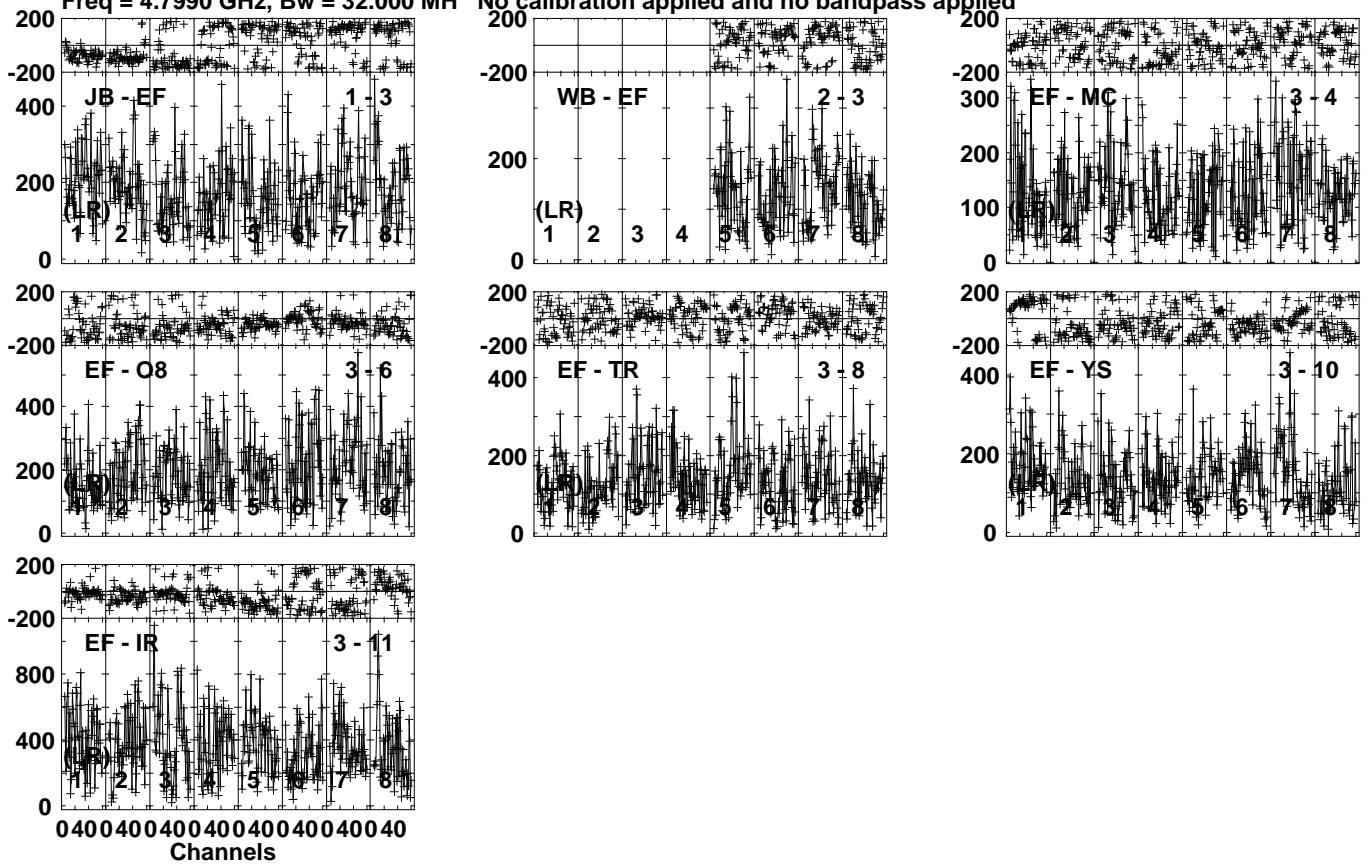 Freq = 4.7990 GHz, Bw = 32.000 MH No calibration applied and no bandpass applied
200
-200
JB - EF 1 - 3
400
200
0
(LR)
1 2 3 4 5 6 7 8
200
-200
WB - EF 2 - 3
200
0
(LR)
1 2 3 4 5 6 7 8
200
-200
EF - MC 3 - 4
300
200
100
0
(LR)
1 2 3 4 5 6 7 8
200
-200
EF - O8 3 - 6
400
200
0
(LR)
1 2 3 4 5 6 7 8
200
-200
EF - TR 3 - 8
400
200
0
(LR)
1 2 3 4 5 6 7 8
200
-200
EF - YS 3 - 10
400
200
0
(LR)
1 2 3 4 5 6 7 8
200
-200
EF - IR 3 - 11
800
400
200
0
(LR)
1 2 3 4 5 6 7 8
0 40 0 40 0 40 0 40 0 40 0 40 0 40 0 40
Channels